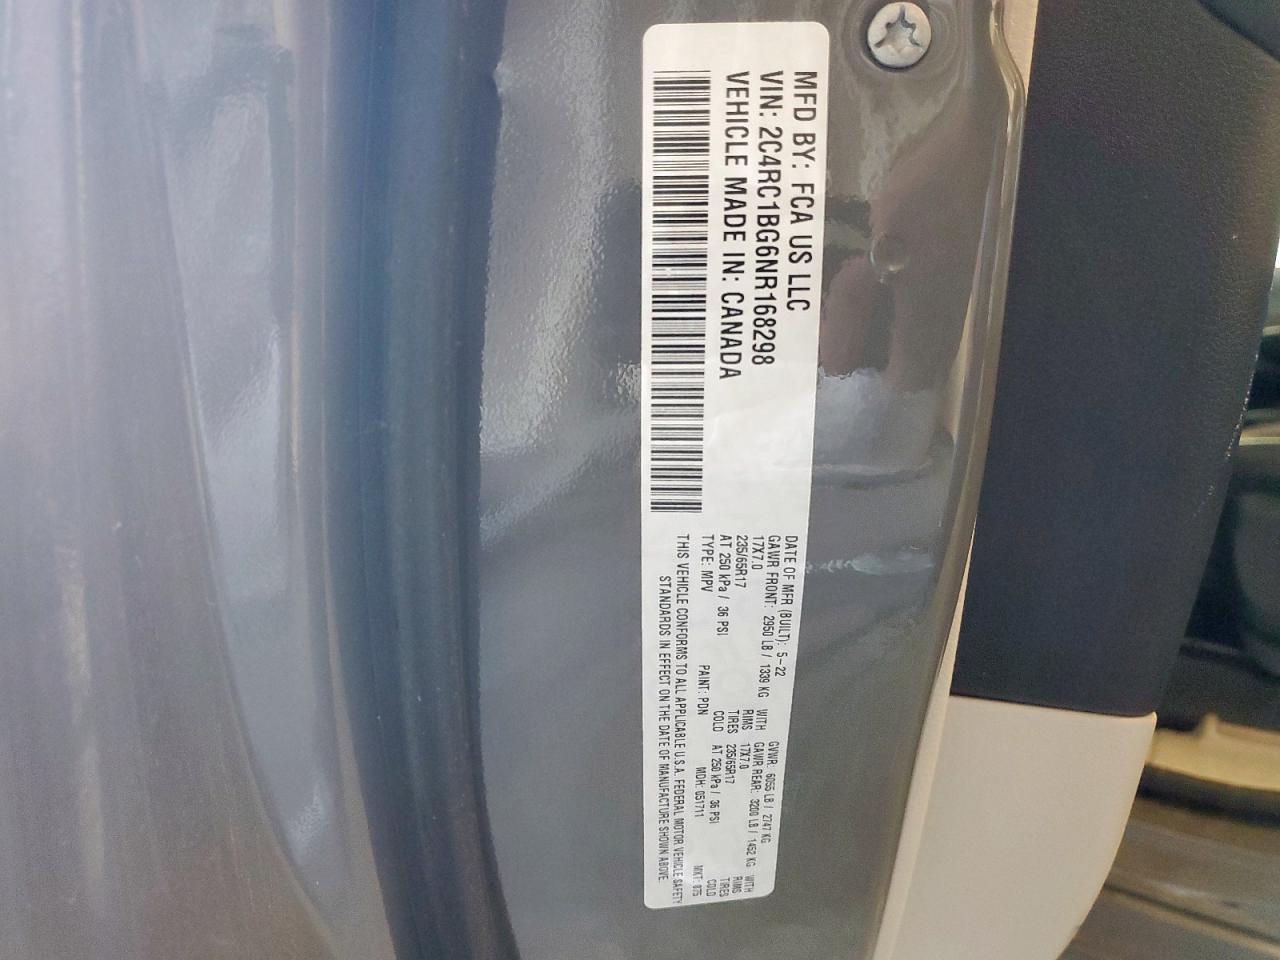 MFD BY: FCA US LLC
VIN: 2C4RC1BG6NR168298
VEHICLE MADE IN: CANADA
DATE OF MFR (BUILT): 5-22
GVWR: 6055 LB / 2747 KG
GAWR FRONT: 2950 LB / 1339 KG WITH
GAWR REAR: 3200 LB / 1452 KG WITH
17X7.0 RIMS
17X7.0 RIMS
235/65R17 TIRES
235/65R17 TIRES
AT 250 kPa / 36 PSI COLD
AT 250 kPa / 36 PSI COLD
TYPE: MPV PAINT: PDN MDH: 051711 MKT: 875
THIS VEHICLE CONFORMS TO ALL APPLICABLE U.S.A. FEDERAL MOTOR VEHICLE SAFETY
STANDARDS IN EFFECT ON THE DATE OF MANUFACTURE SHOWN ABOVE.